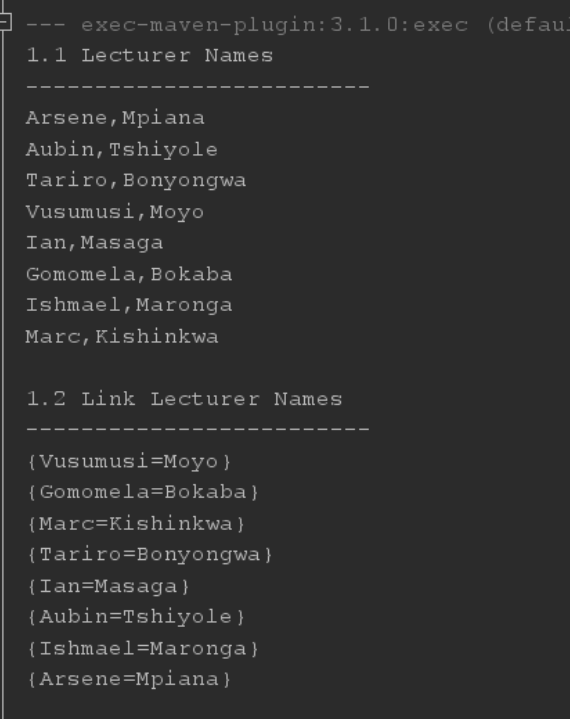 --- exec-maven-plugin:3.1.0:exec (defaul
1.1 Lecturer Names
-------------------------
Arsene,Mpiana
Aubin,Tshiyole
Tariro,Bonyongwa
Vusumusi,Moyo
Ian,Masaga
Gomomela,Bokaba
Ishmael,Maronga
Marc,Kishinkwa
1.2 Link Lecturer Names
-------------------------
{Vusumusi=Moyo}
{Gomomela=Bokaba}
{Marc=Kishinkwa}
{Tariro=Bonyongwa}
{Ian=Masaga}
{Aubin=Tshiyole}
{Ishmael=Maronga}
{Arsene=Mpiana}